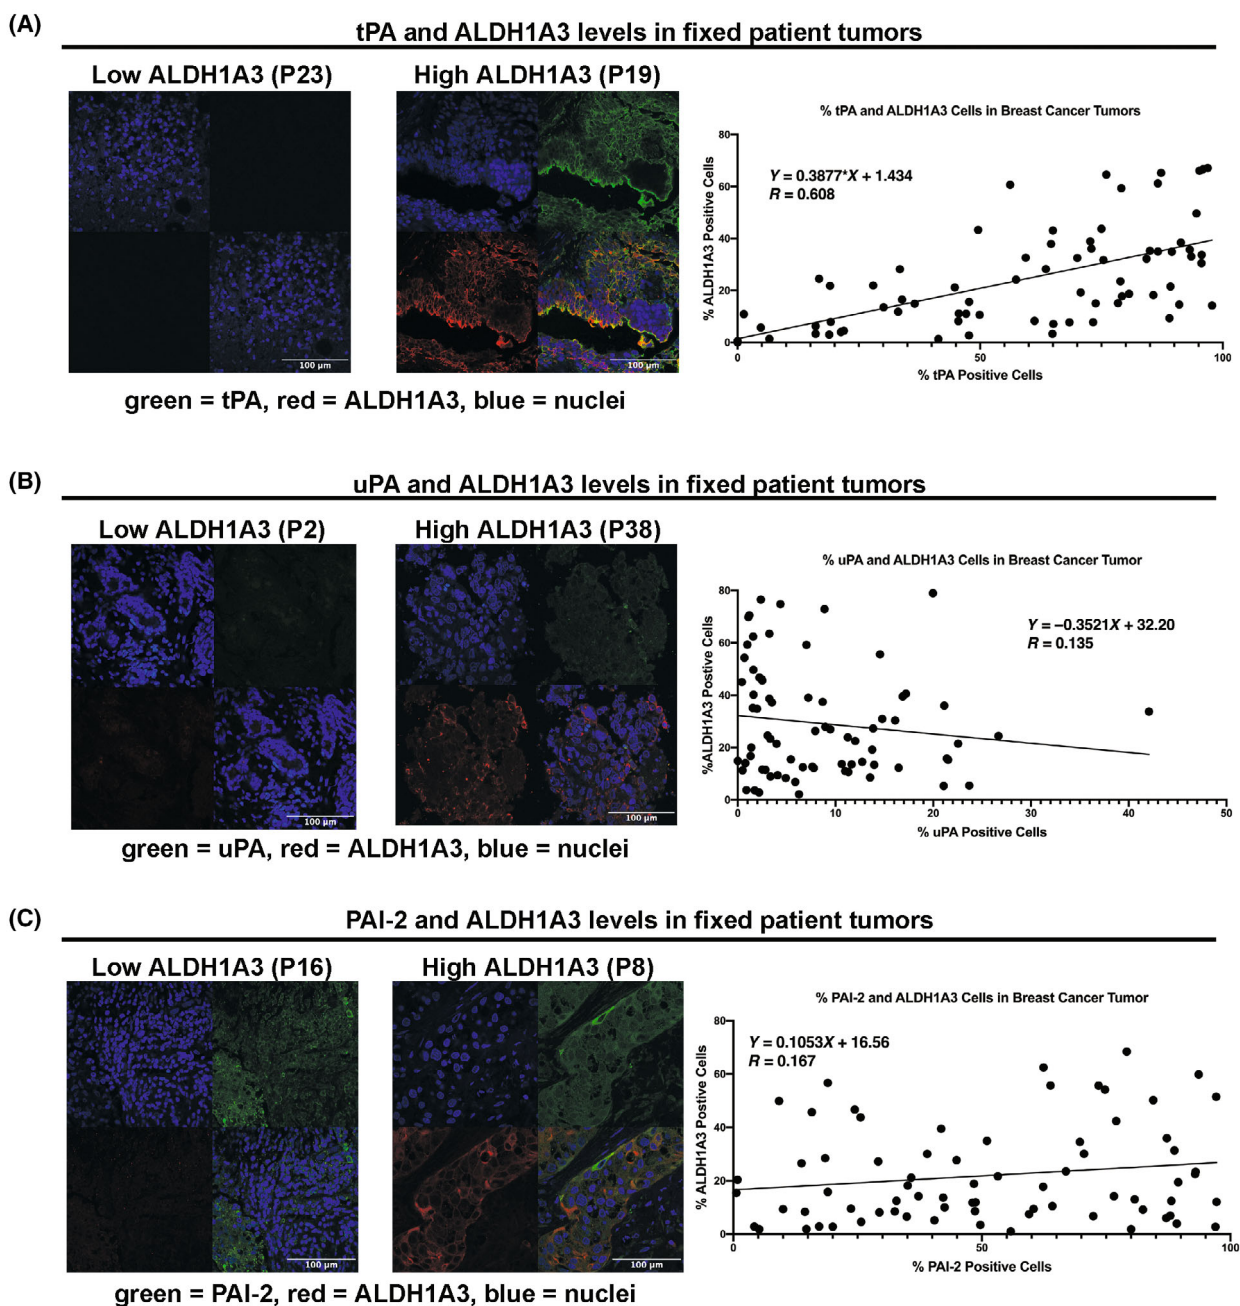 (A)
tPA and ALDH1A3 levels in fixed patient tumors
Low ALDH1A3 (P23)
High ALDH1A3 (P19)
100 µm
100 µm
green = tPA, red = ALDH1A3, blue = nuclei
% tPA and ALDH1A3 Cells in Breast Cancer Tumors
Y = 0.3877*X + 1.434
R = 0.608
% ALDH1A3 Positive Cells
80
60
40
20
0
0
50
100
% tPA Positive Cells
(B)
uPA and ALDH1A3 levels in fixed patient tumors
Low ALDH1A3 (P2)
High ALDH1A3 (P38)
100 µm
100 µm
green = uPA, red = ALDH1A3, blue = nuclei
% uPA and ALDH1A3 Cells in Breast Cancer Tumor
Y = –0.3521X + 32.20
R = 0.135
%ALDH1A3 Postive Cells
80
60
40
20
0
0
10
20
30
40
50
% uPA Positive Cells
(C)
PAI-2 and ALDH1A3 levels in fixed patient tumors
Low ALDH1A3 (P16)
High ALDH1A3 (P8)
100 µm
100 µm
green = PAI-2, red = ALDH1A3, blue = nuclei
% PAI-2 and ALDH1A3 Cells in Breast Cancer Tumor
Y = 0.1053X + 16.56
R = 0.167
% ALDH1A3 Postive Cells
80
60
40
20
0
0
50
100
% PAI-2 Positive Cells